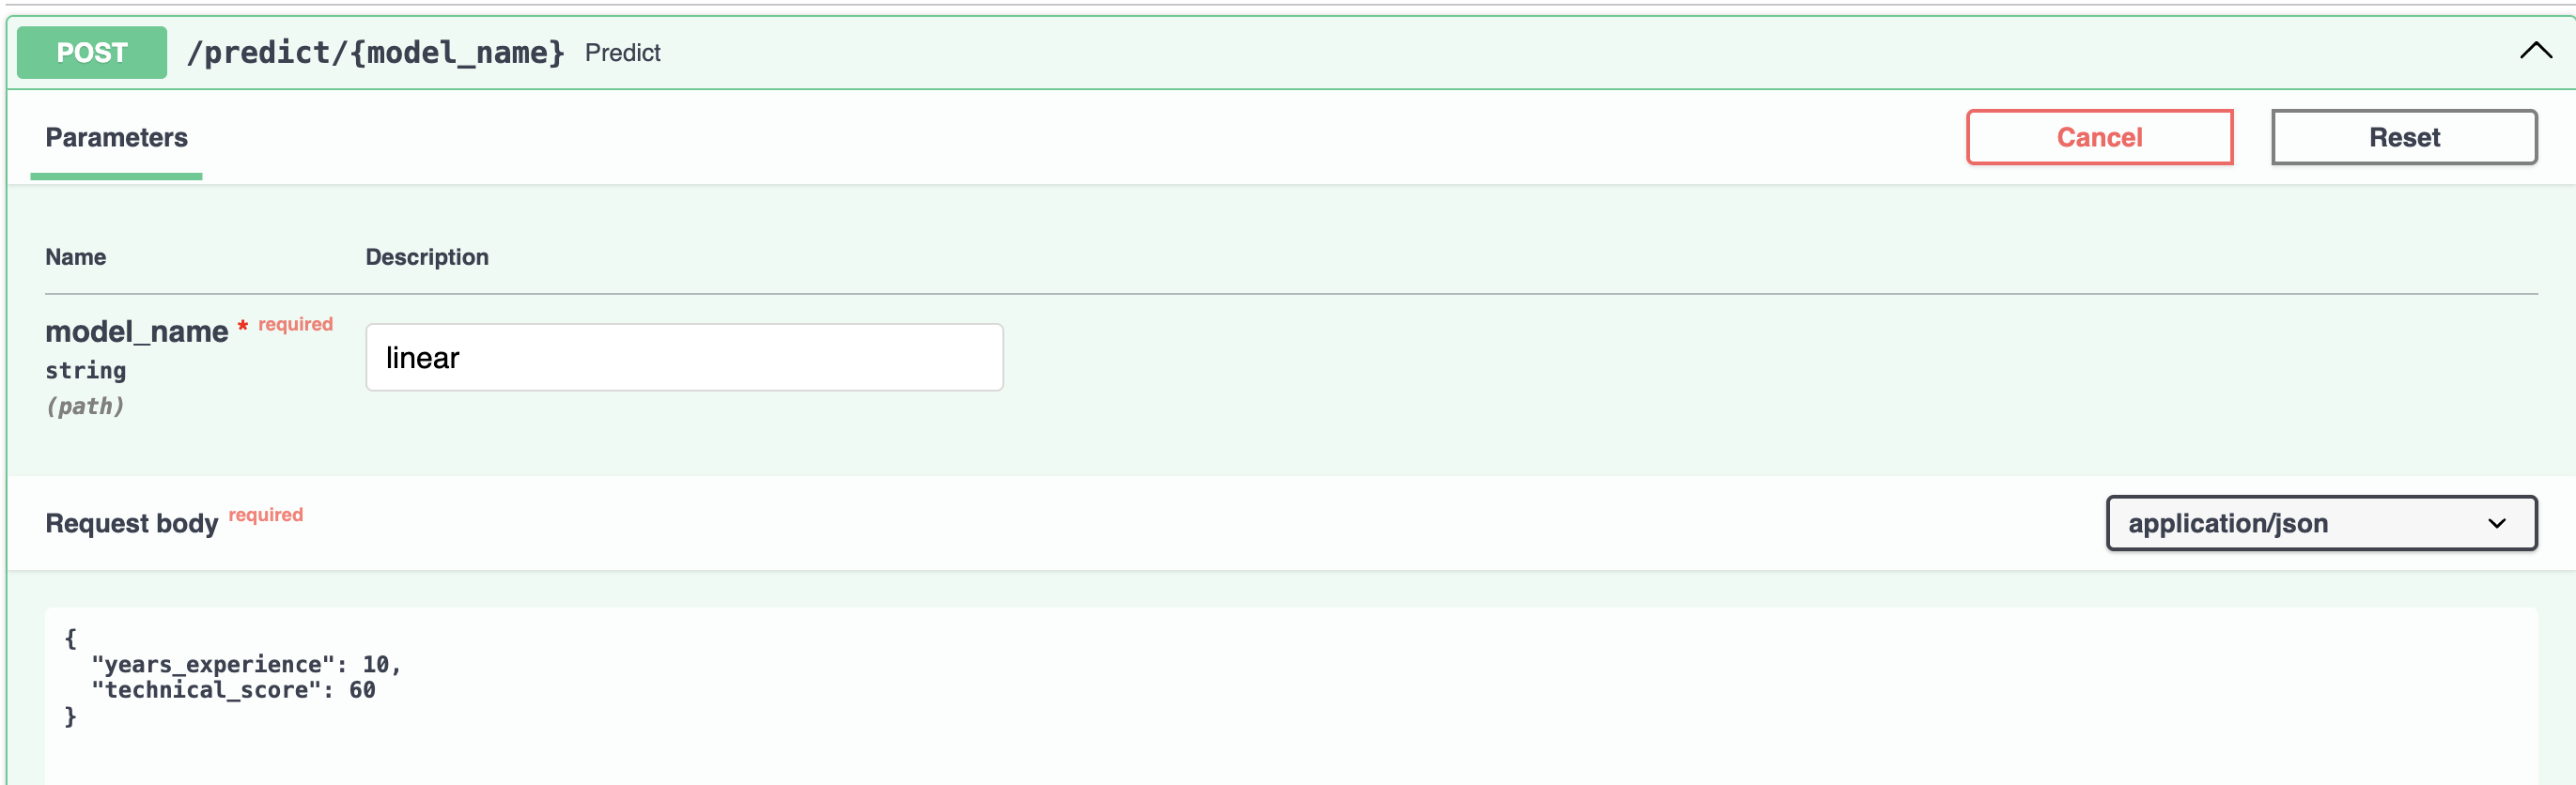 POST /predict/{model_name} Predict
Parameters Cancel Reset
Name Description
model_name * required linear
string
(path)
Request body required application/json
{
  "years_experience": 10,
  "technical_score": 60
}